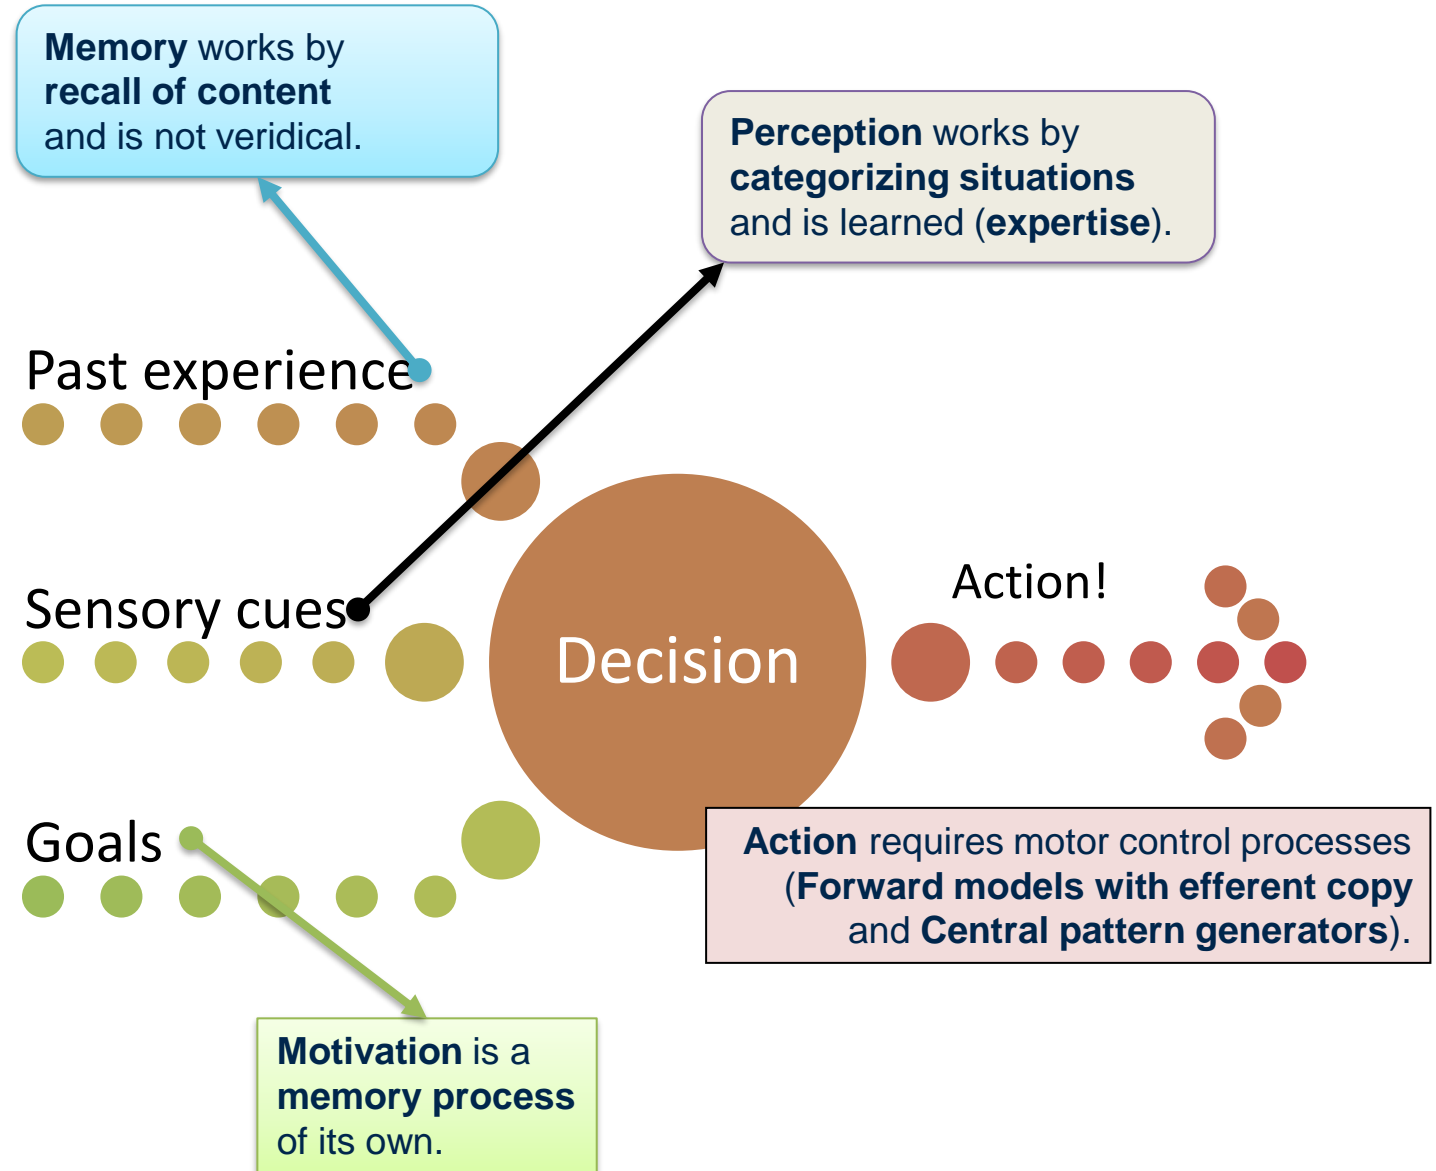 Memory works by
recall of content
and is not veridical.
Perception works by
categorizing situations
and is learned (expertise).
Past experience
Sensory cues
Decision
Action!
Goals
Action requires motor control processes
(Forward models with efferent copy
and Central pattern generators).
Motivation is a
memory process
of its own.